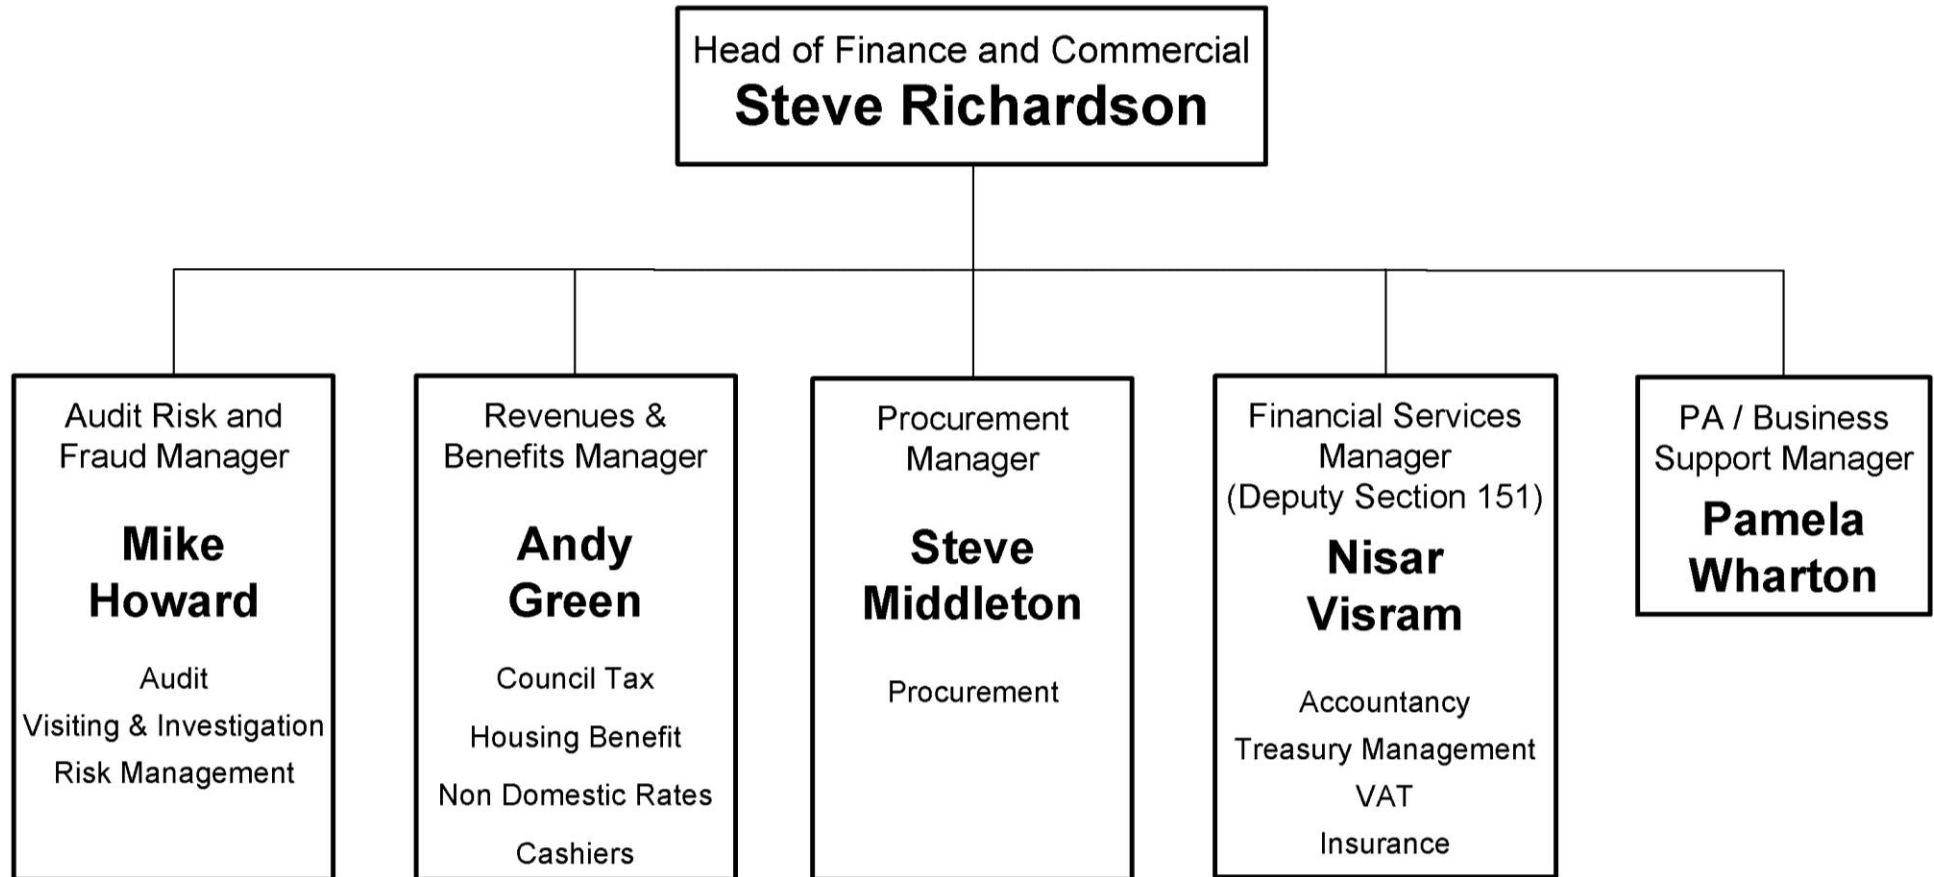 Head of Finance and Commercial
Steve Richardson
Audit Risk and
Fraud Manager
Mike
Howard
Audit
Visiting & Investigation
Risk Management
Revenues &
Benefits Manager
Andy
Green
Council Tax
Housing Benefit
Non Domestic Rates
Cashiers
Procurement
Manager
Steve
Middleton
Procurement
Financial Services
Manager
(Deputy Section 151)
Nisar
Visram
Accountancy
Treasury Management
VAT
Insurance
PA / Business
Support Manager
Pamela
Wharton